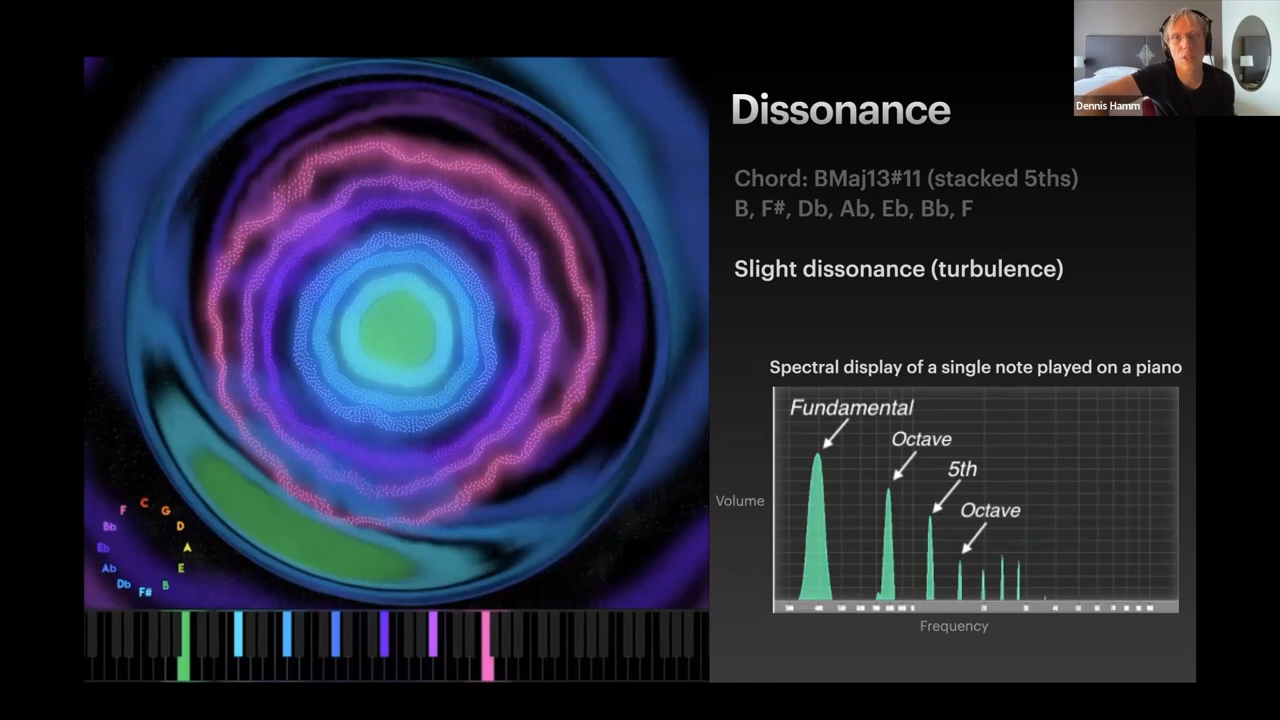 Dennis Hamm
Dissonance
Chord: BMaj13#11 (stacked 5ths)
B, F#, Db, Ab, Eb, Bb, F
Slight dissonance (turbulence)
Spectral display of a single note played on a piano
Fundamental
Octave
5th
Octave
Volume
Frequency
C
G
D
A
E
B
F#
Db
Ab
Eb
Bb
F